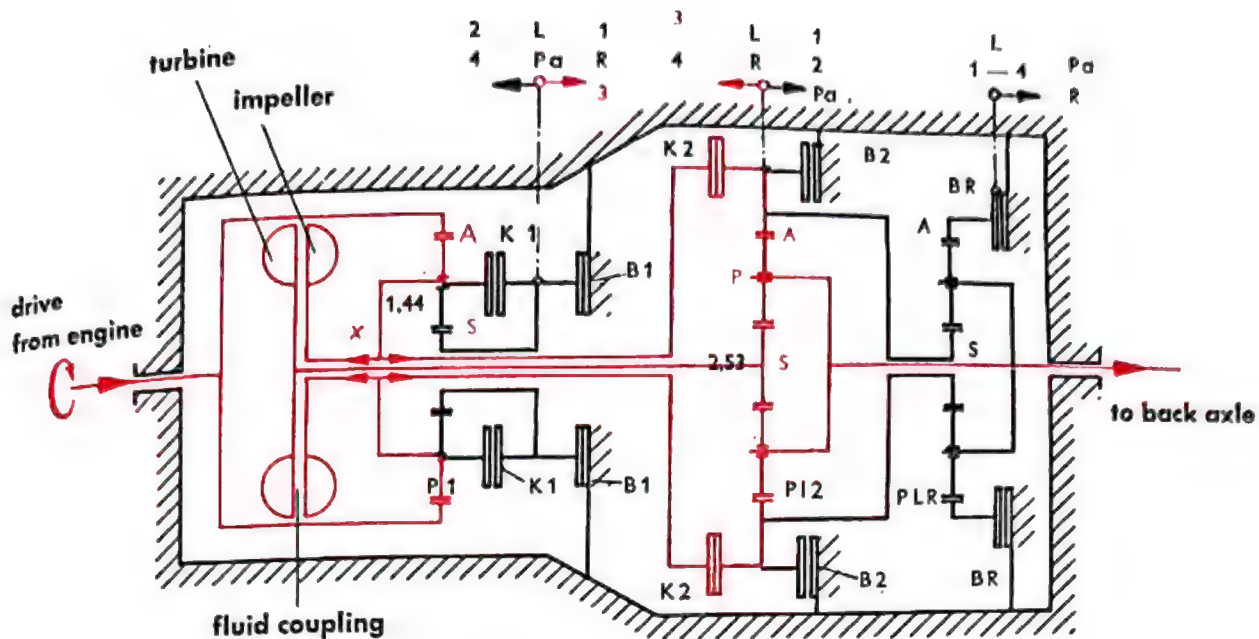 3
2 L 1 L 1 L
4 Pa R 4 R 2 1 – 4 Pa
3 Pa. R
turbine
impeller
K2
B2
BR
A
K 1
A
A
B1
P
1,44
drive
from engine
x
S
2,53
S
S
to back axle
P 1
K1
B1
PI2
PLR
K2
B2
BR
fluid coupling